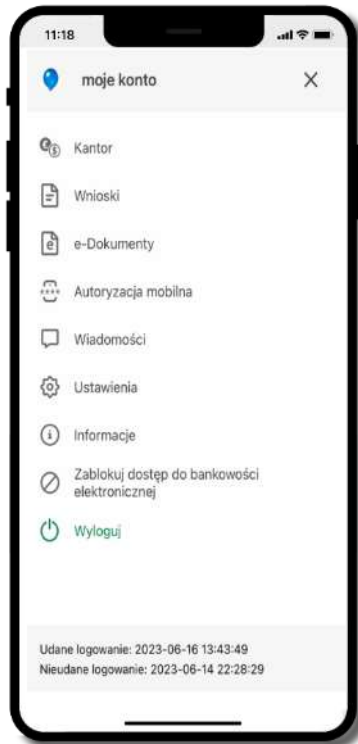 11:18
moje konto
Kantor
Wnioski
e-Dokumenty
Autoryzacja mobilna
Wiadomości
Ustawienia
Informacje
Zablokuj dostęp do bankowości
elektronicznej
Wyloguj
Udane logowanie: 2023-06-16 13:43:49
Nieudane logowanie: 2023-06-14 22:28:29